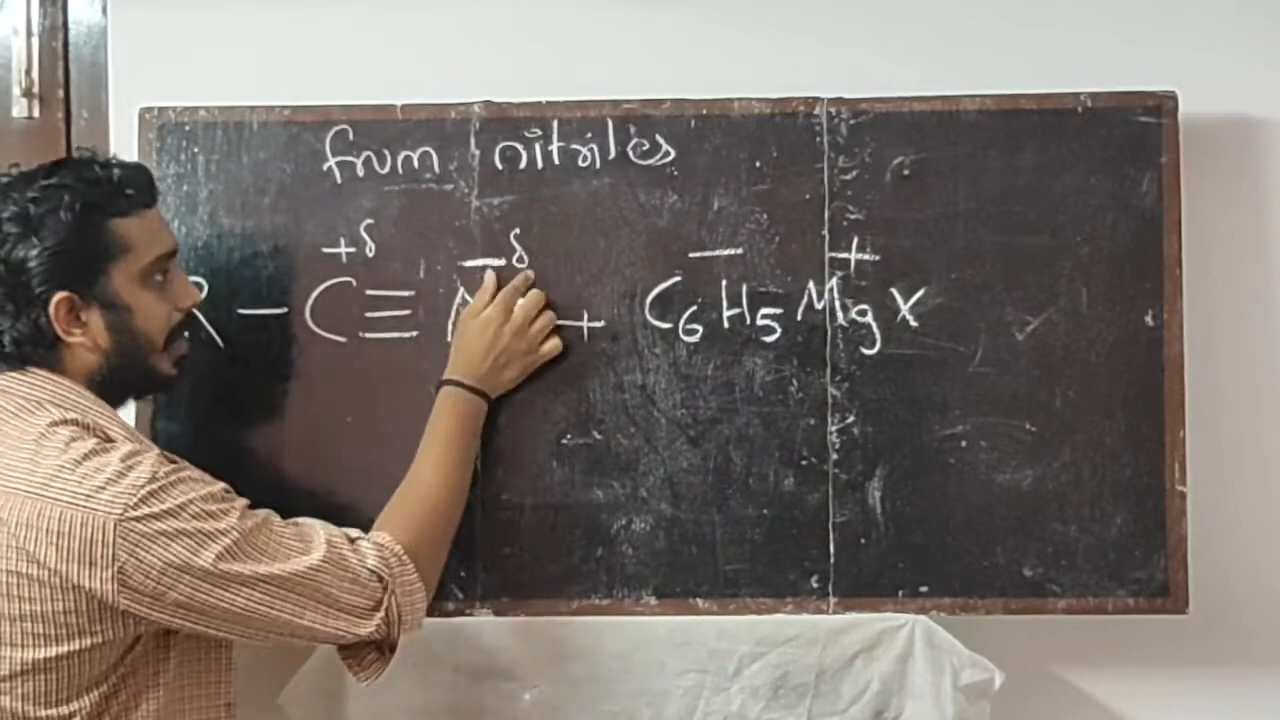 from nitriles
+δ −δ − +
R − C ≡ N + C₆H₅MgX